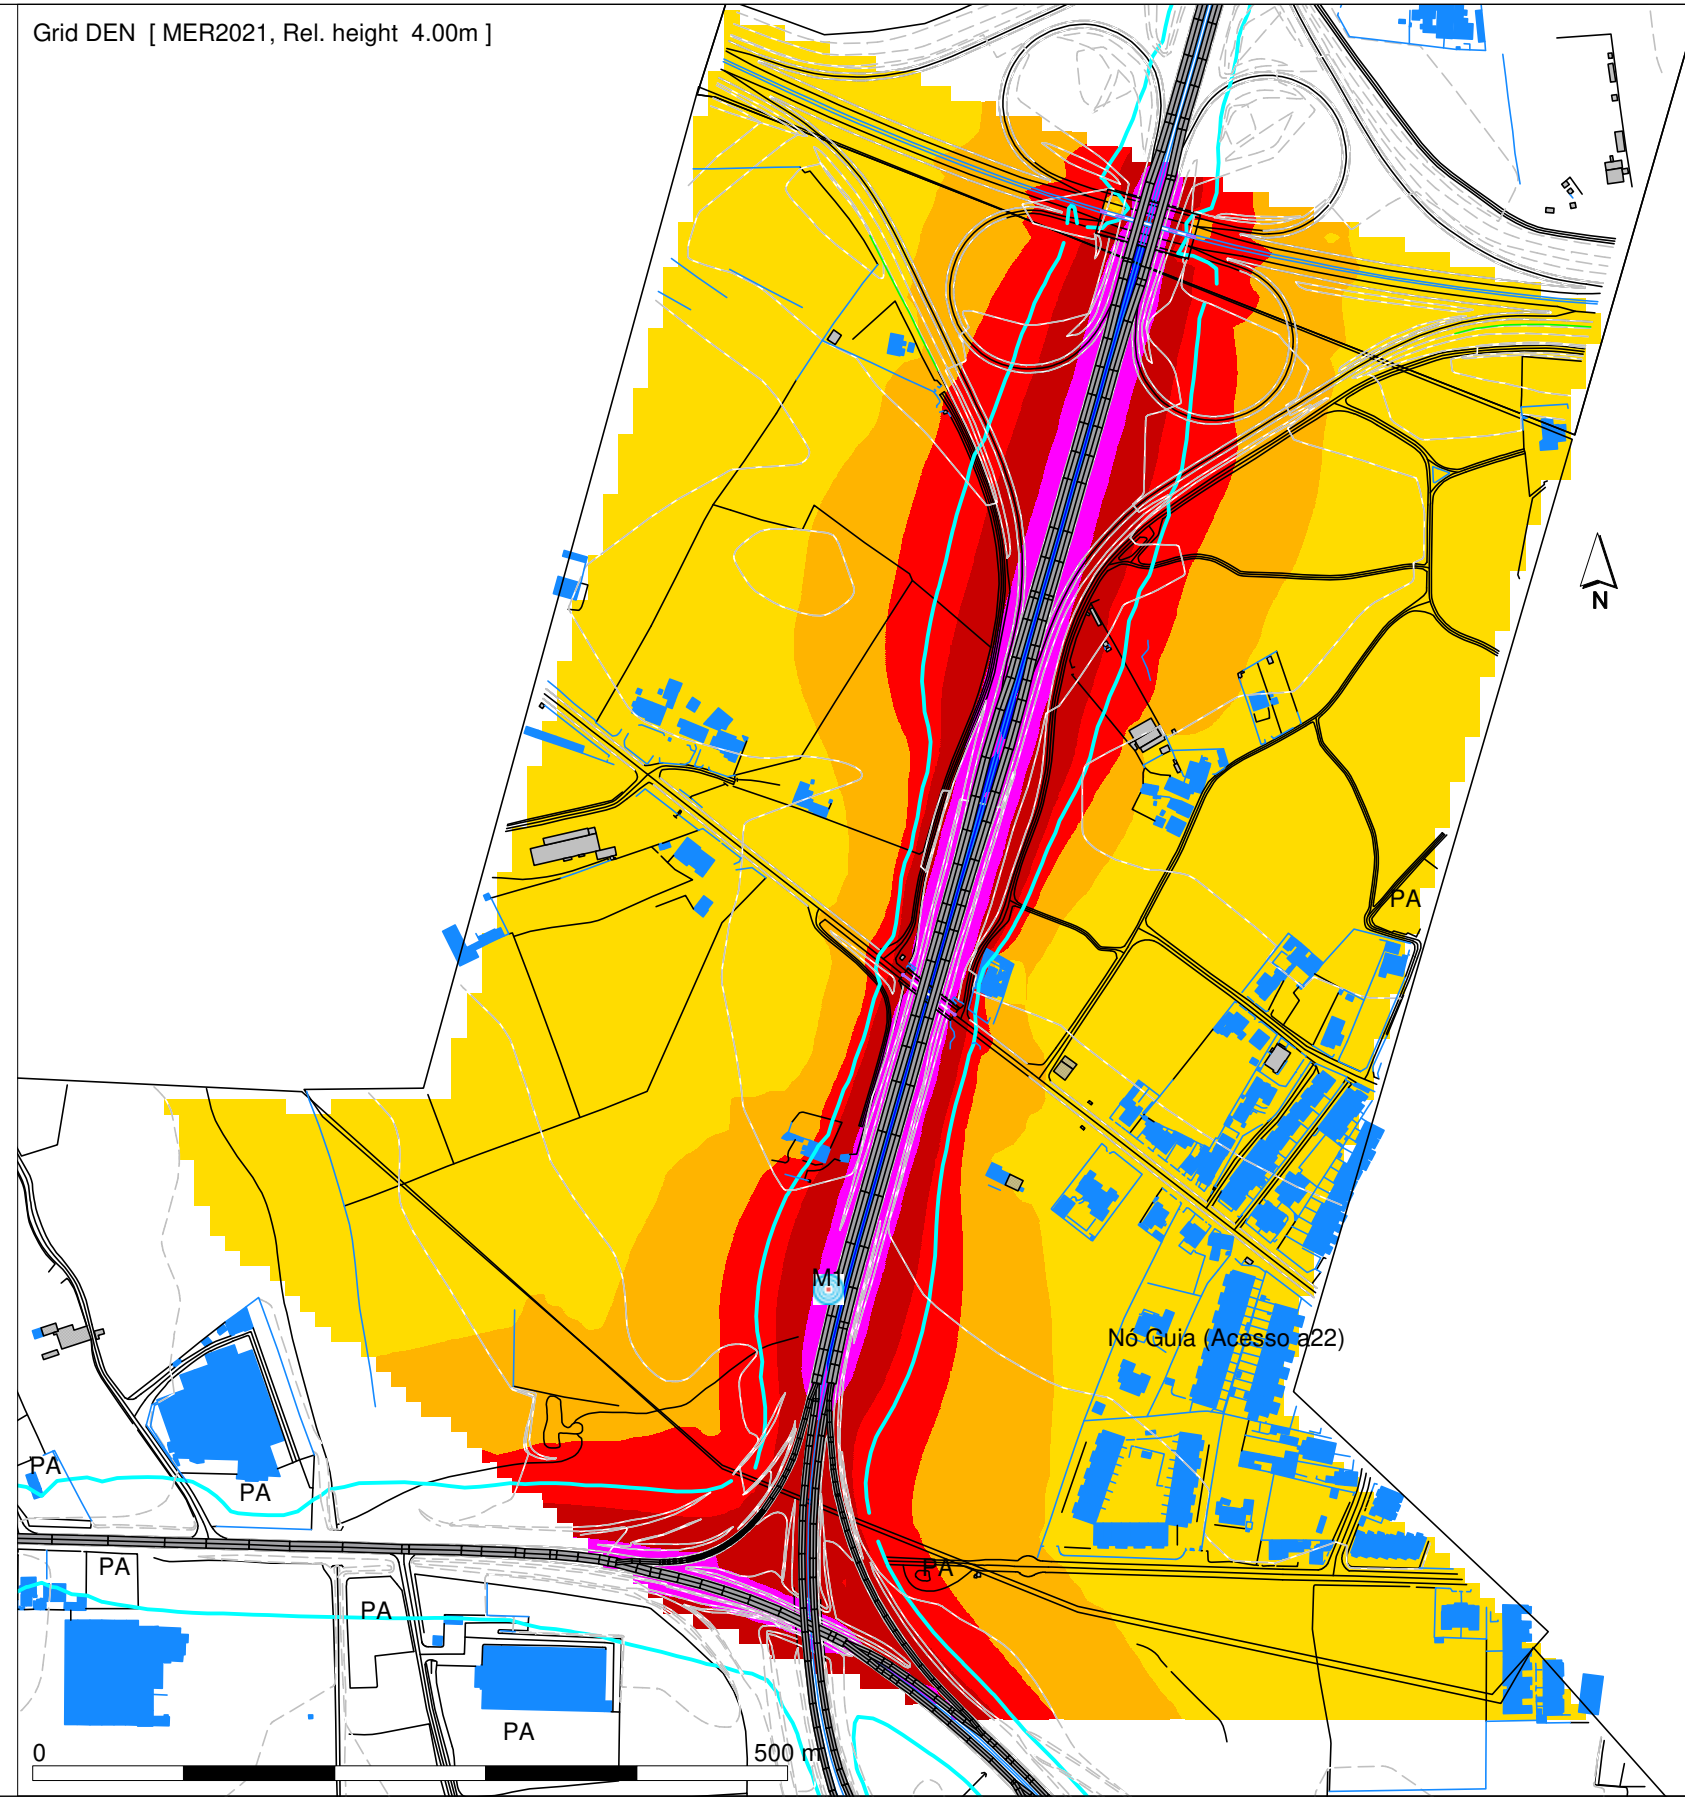 Grid DEN [ MER2021, Rel. height 4.00m ]
N
PA
M1
Nó Guia (Acesso a22)
PA
PA
PA
PA
PA
PA
0
500 m